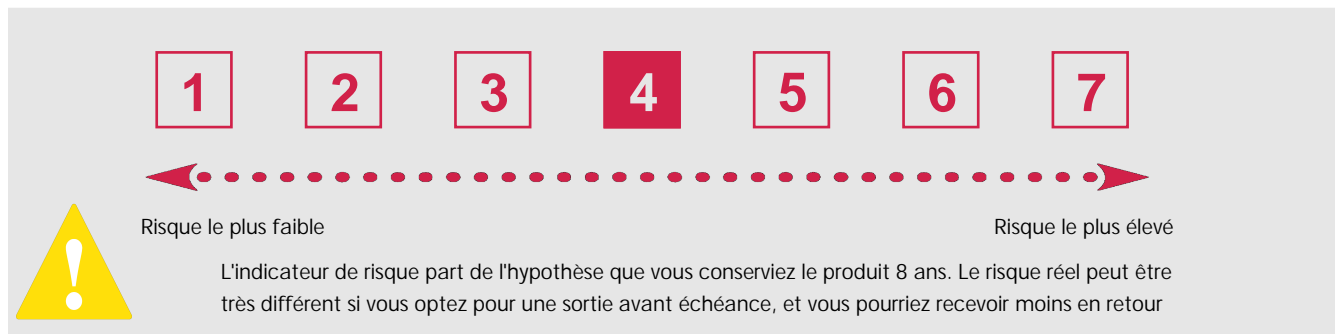 1 2 3 4 5 6 7
Risque le plus faible Risque le plus élevé
!
L'indicateur de risque part de l'hypothèse que vous conserviez le produit 8 ans. Le risque réel peut être
très différent si vous optez pour une sortie avant échéance, et vous pourriez recevoir moins en retour